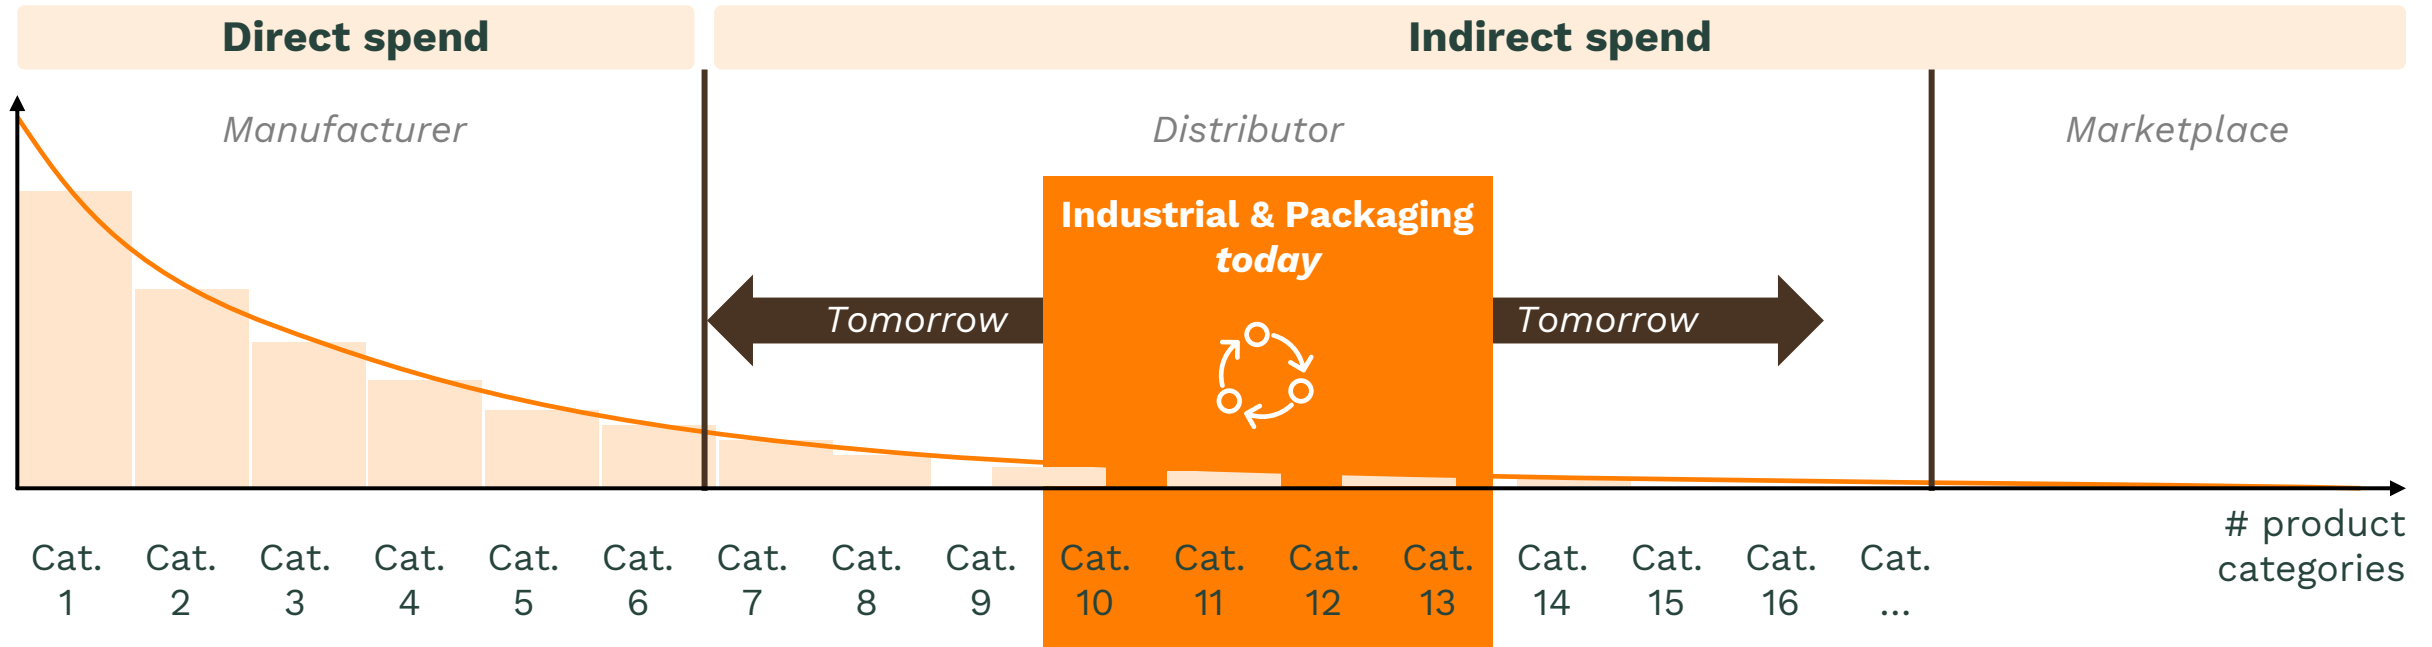 Direct spend
Indirect spend
Manufacturer
Distributor
Marketplace
Industrial & Packaging
today
Tomorrow
Tomorrow
# product
categories
Cat.
1
Cat.
2
Cat.
3
Cat.
4
Cat.
5
Cat.
6
Cat.
7
Cat.
8
Cat.
9
Cat.
10
Cat.
11
Cat.
12
Cat.
13
Cat.
14
Cat.
15
Cat.
16
Cat.
...